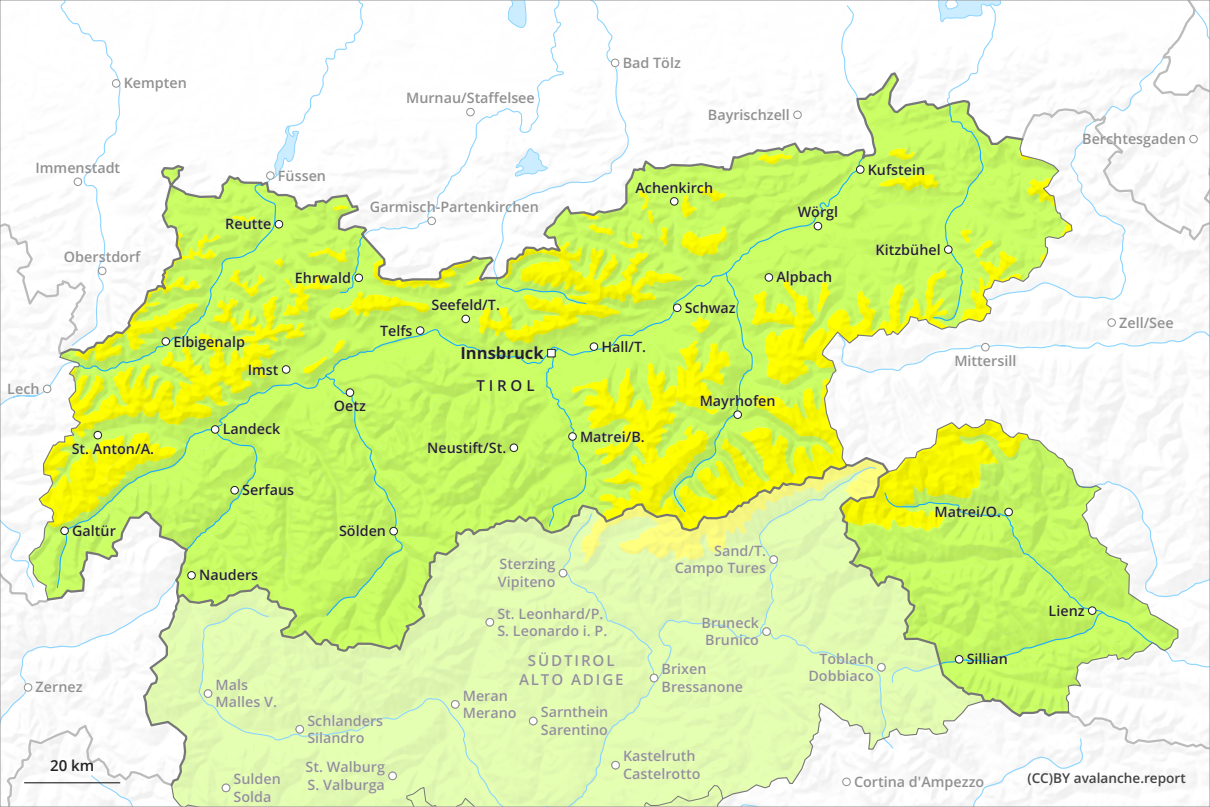 Kempten
Bad Tölz
Murnau/Staffelsee
Bayrischzell
Berchtesgaden
Immenstadt
Füssen
Kufstein
Achenkirch
Garmisch-Partenkirchen
Reutte
Wörgl
Oberstdorf
Kitzbühel
Ehrwald
Alpbach
Seefeld/T.
Schwaz
Telfs
Zell/See
Elbigenalp
Innsbruck
Hall/T.
Mittersill
Imst
TIROL
Lech
Oetz
Mayrhofen
Landeck
Matrei/B.
St. Anton/A.
Neustift/St.
Serfaus
Matrei/O.
Galtür
Sölden
Sand/T.
Campo Tures
Sterzing
Vipiteno
Nauders
Lienz
St. Leonhard/P.
S. Leonardo i. P.
Bruneck
Brunico
SÜDTIROL
ALTO ADIGE
Toblach
Dobbiaco
Sillian
Brixen
Bressanone
Zernez
Mals
Malles V.
Meran
Merano
Sarnthein
Sarentino
Schlanders
Silandro
Kastelruth
Castelrotto
20 km
St. Walburg
S. Valburga
Sulden
Solda
Cortina d'Ampezzo
(CC)BY avalanche.report